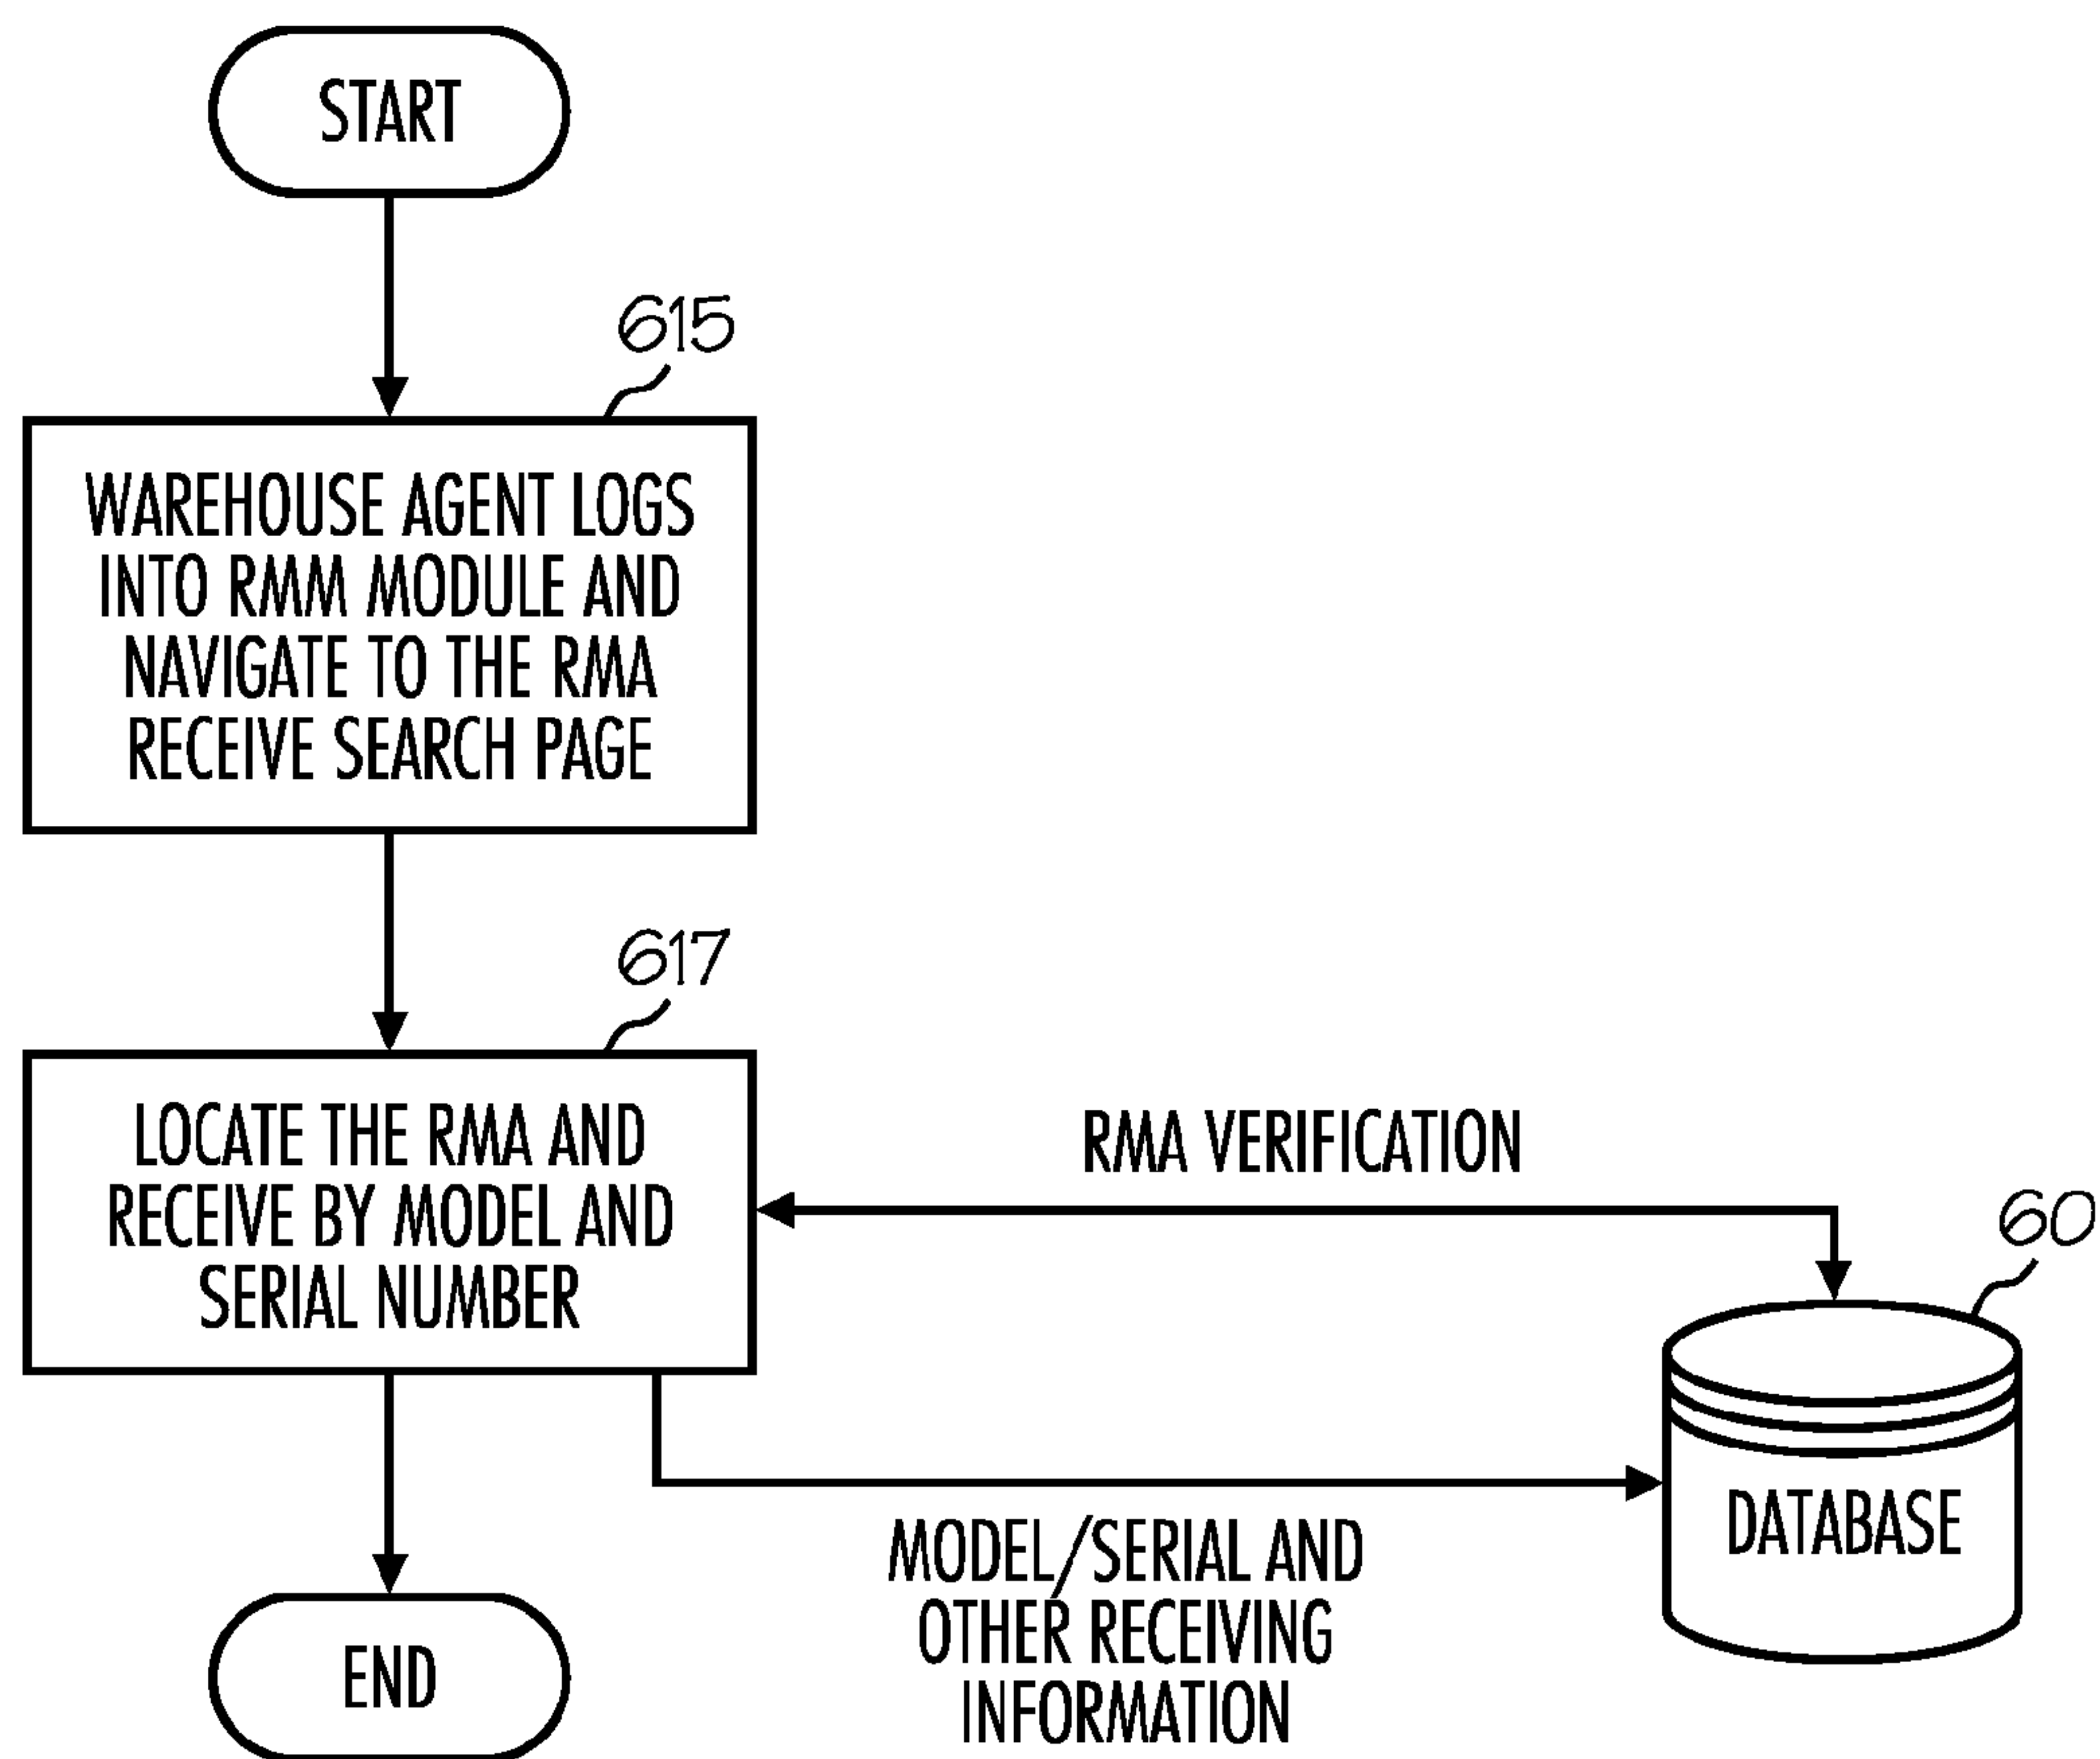 START
615
WAREHOUSE AGENT LOGS
INTO RMM MODULE AND
NAVIGATE TO THE RMA
RECEIVE SEARCH PAGE
617
LOCATE THE RMA AND
RECEIVE BY MODEL AND
SERIAL NUMBER
RMA VERIFICATION
60
DATABASE
MODEL/SERIAL AND
OTHER RECEIVING
INFORMATION
END